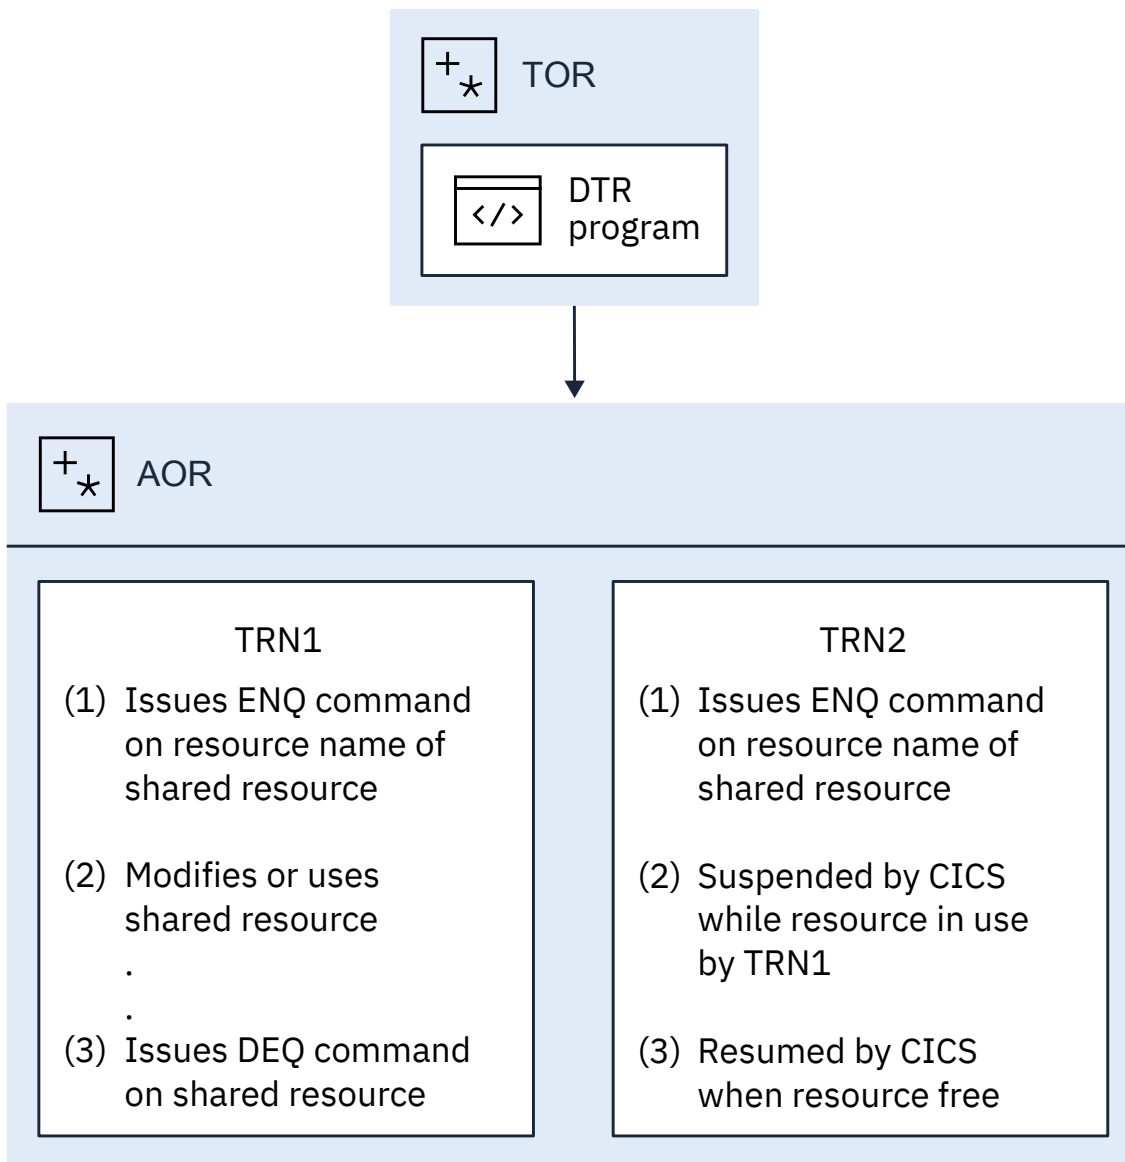 TOR
</>
DTR
program
AOR
TRN1
(1) Issues ENQ command
on resource name of
shared resource
(2) Modifies or uses
shared resource
.
.
(3) Issues DEQ command
on shared resource
TRN2
(1) Issues ENQ command
on resource name of
shared resource
(2) Suspended by CICS
while resource in use
by TRN1
(3) Resumed by CICS
when resource free